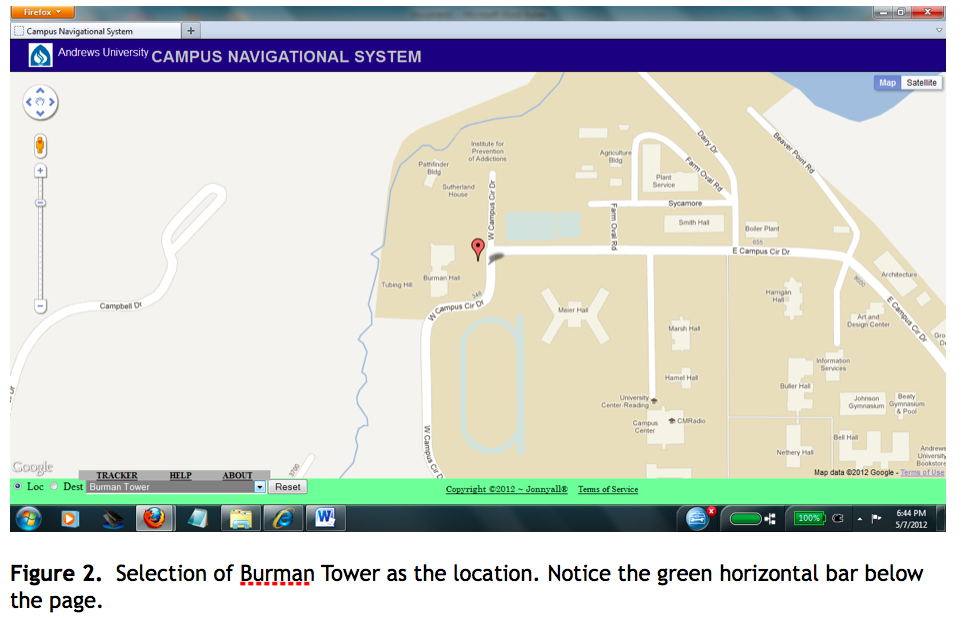 Firefox
Campus Navigational System
+
Andrews University CAMPUS NAVIGATIONAL SYSTEM
Map Satellite
Dairy Dr
Beaver Point Rd
Institute for
Prevention
of Addictions
Agriculture
Bldg
Farm Oval Rd
Pathfinder
Bldg
Plant
Service
Sutherland
House
W Campus Cir Dr
Sycamore
Farm Oval Rd
Smith Hall
Boiler Plant
655
E Campus Cir Dr
Architecture
Burman Hall
Tubing Hill
348
Campbell Dr
W Campus Cir Dr
Meier Hall
Hamigan
Hall
8600
E Campus Cir Dr
Art and
Design Center
Gro
De
Marsh Hall
Information
Services
Hamel Hall
Buller Hall
University
Center-Reading
Johnson
Gymnasium
Beaty
Gymnasium
& Pool
Campus
Center
CMRadio
W Campus Cir D
Bell Hall
Nethery Hall
Andrews
University
Bookstore
Google
3700
Map data ©2012 Google - Terms of Use
TRACKER HELP ABOUT
Loc Dest Burman Tower Reset
Copyright ©2012 ~ Jonnyall® Terms of Service
W
100%
6:44 PM
5/7/2012
Figure 2. Selection of Burman Tower as the location. Notice the green horizontal bar below
the page.